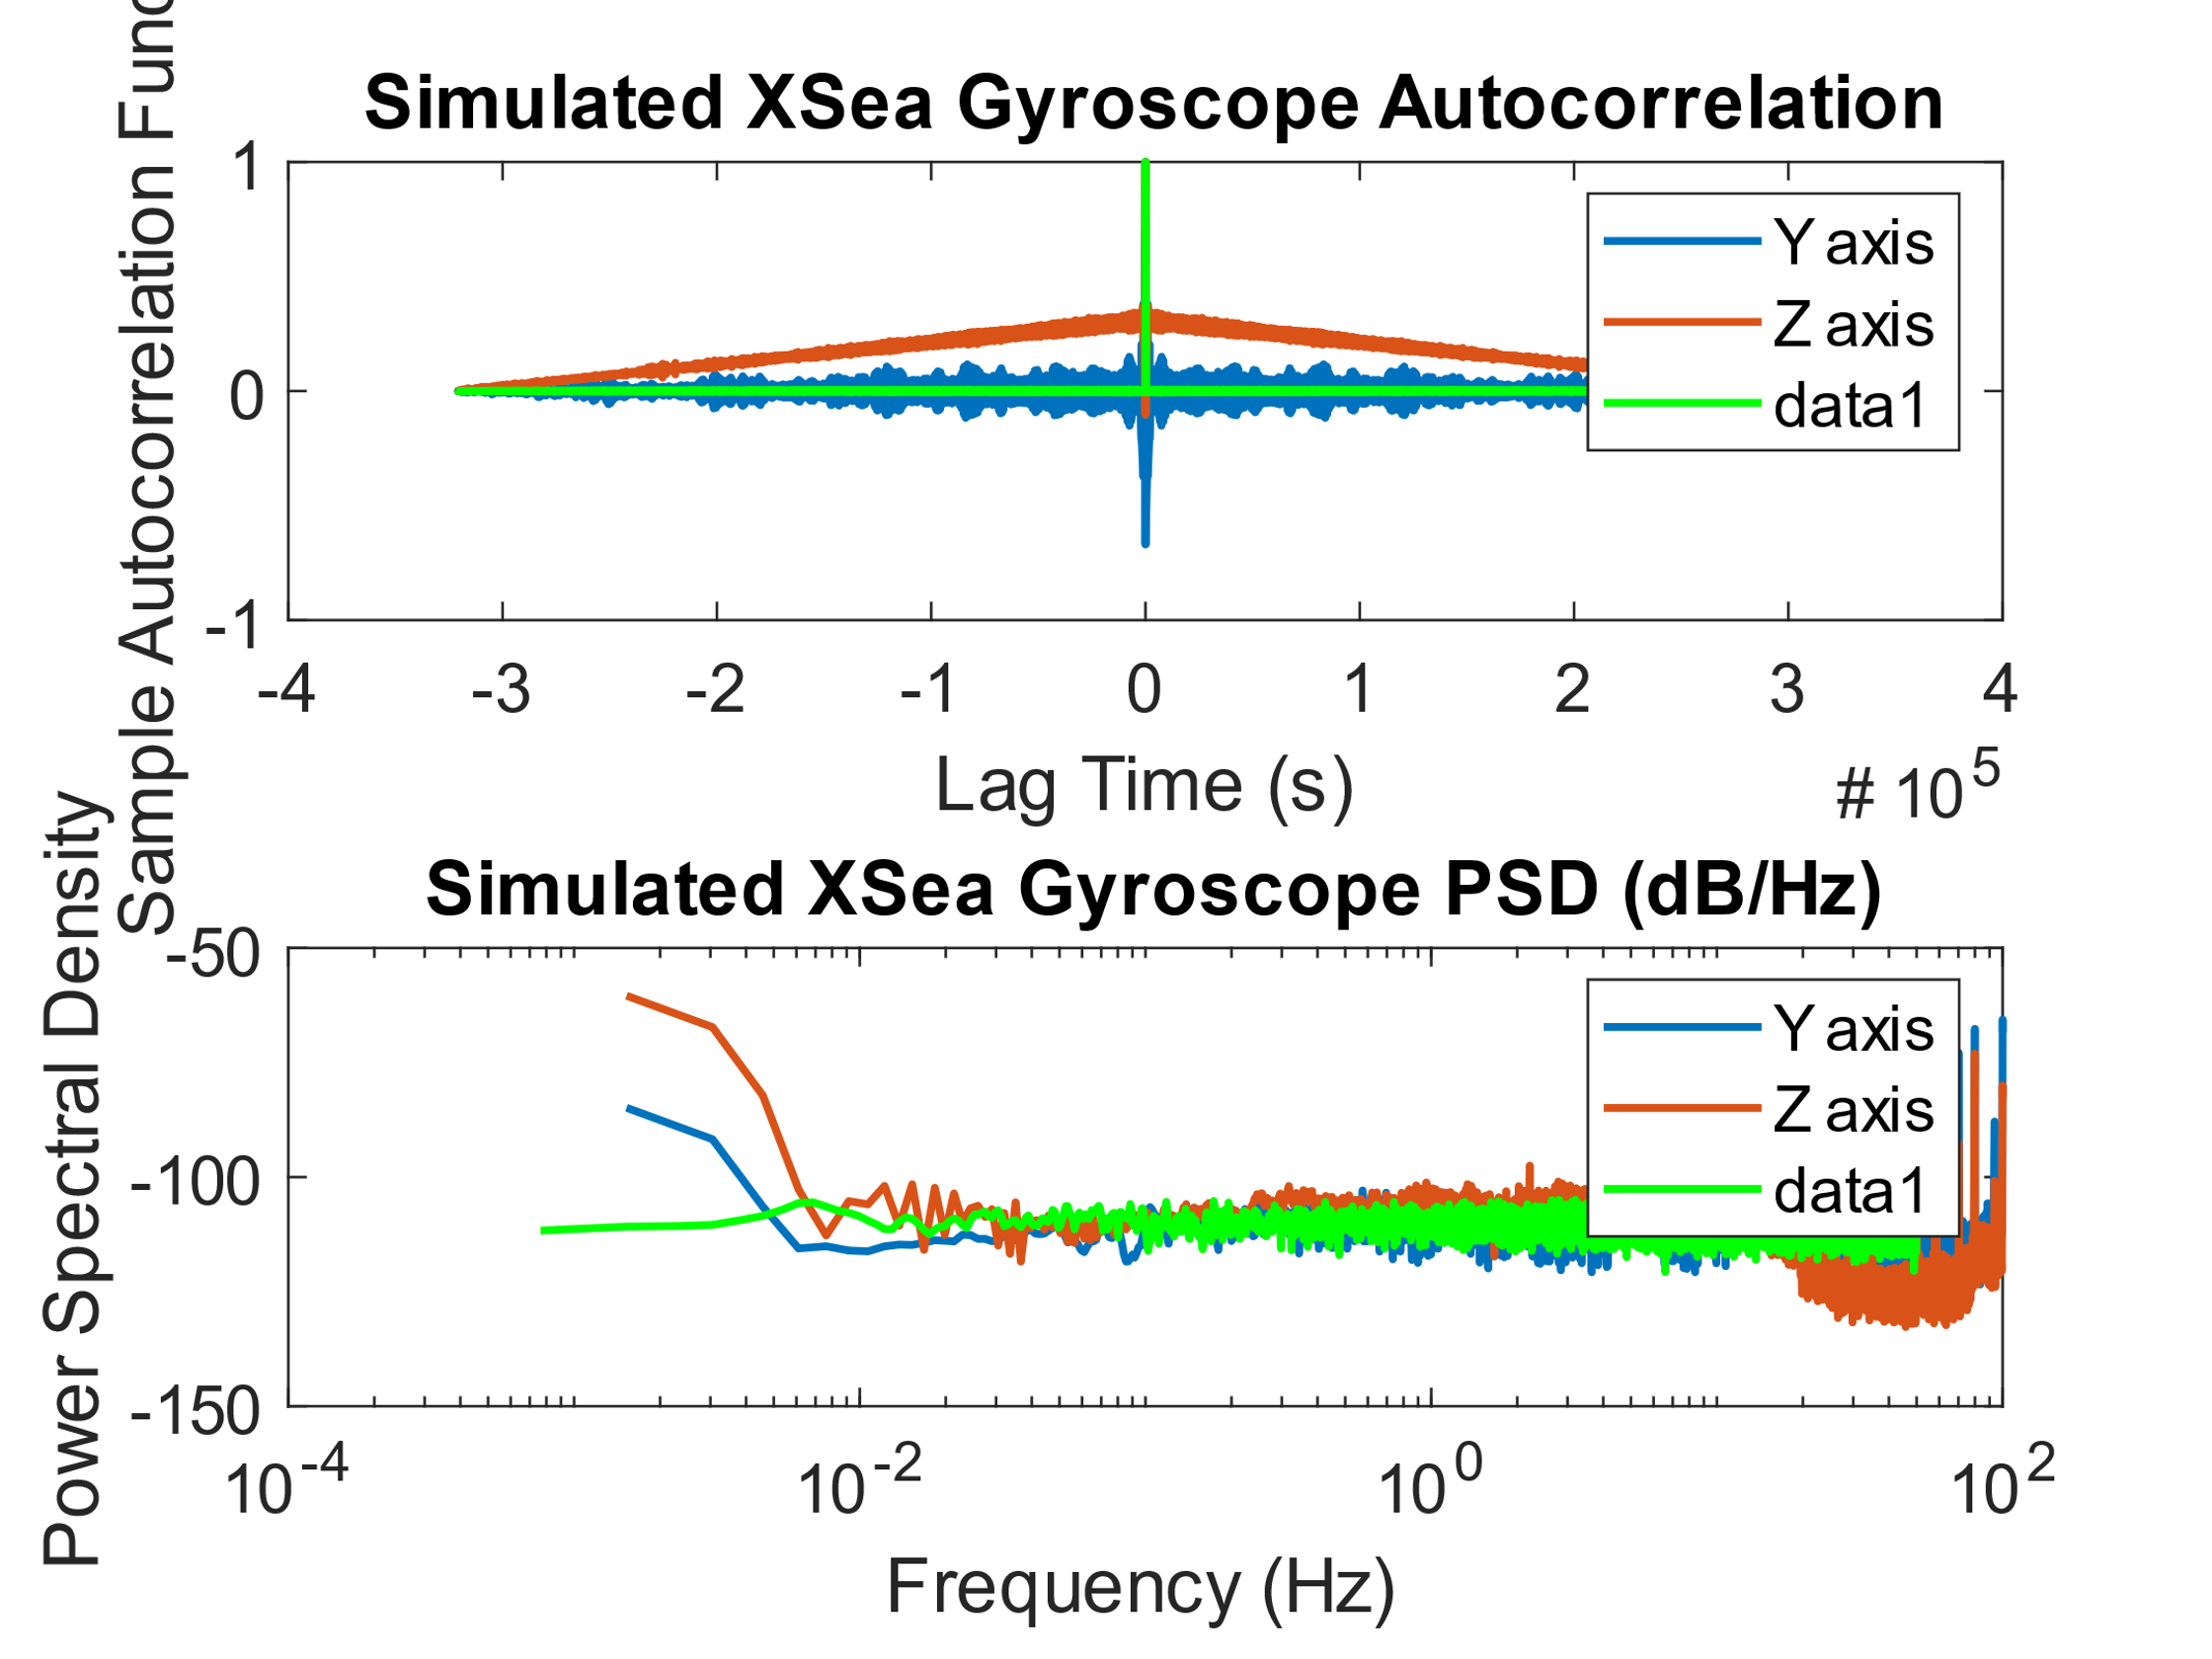 Simulated XSea Gyroscope Autocorrelation
Sample Autocorrelation Func
1
0
-1
Y axis
Z axis
data1
-4 -3 -2 -1 0 1 2 3 4
Lag Time (s)
# 10^5
Simulated XSea Gyroscope PSD (dB/Hz)
Power Spectral Density
-50
-100
-150
Y axis
Z axis
data1
10^-4 10^-2 10^0 10^2
Frequency (Hz)